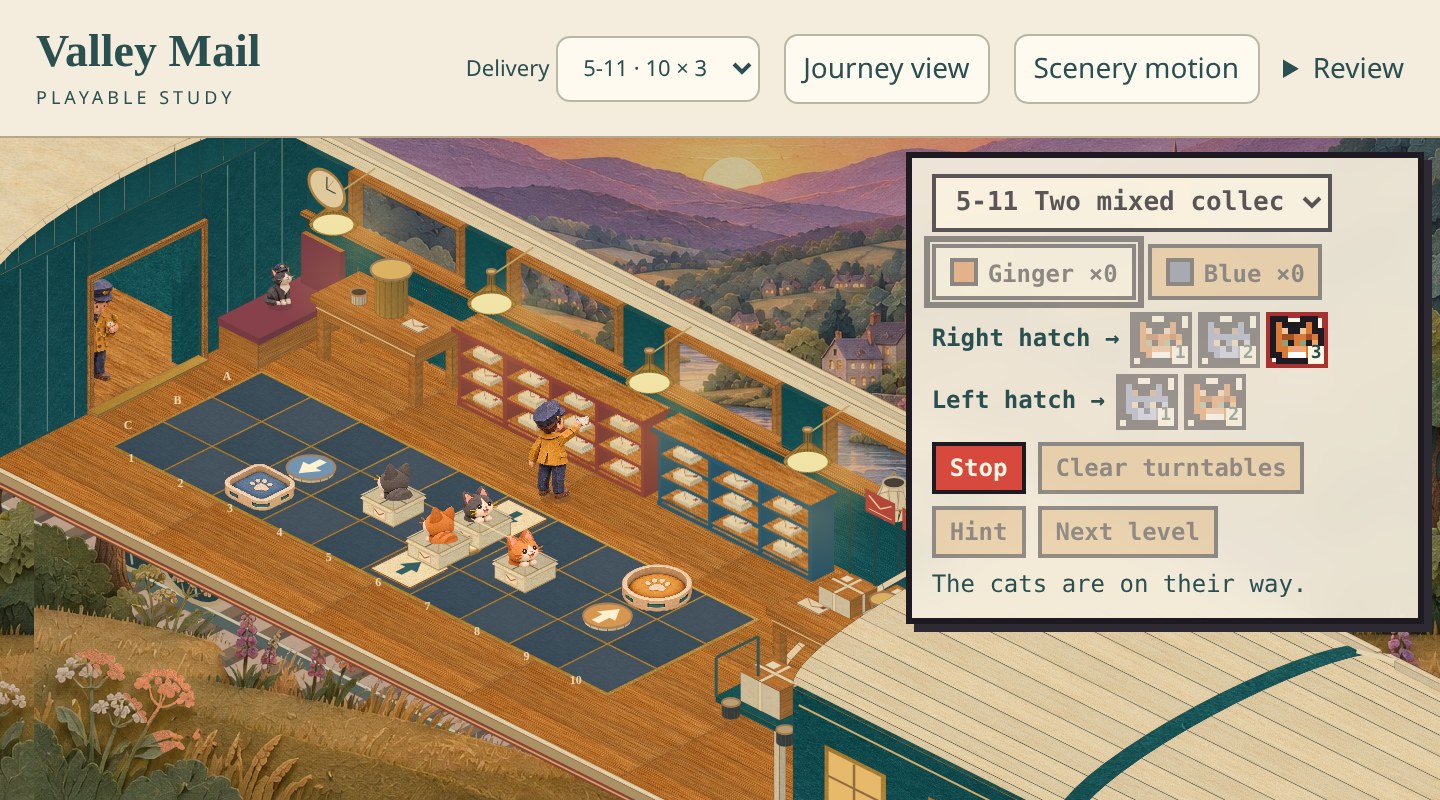 Valley Mail
PLAYABLE STUDY
Delivery
5-11 · 10 × 3
Journey view
Scenery motion
▶ Review
5-11 Two mixed collec
Ginger ×0
Blue ×0
Right hatch → 1 2 3
Left hatch → 1 2
Stop
Clear turntables
Hint
Next level
The cats are on their way.
A
B
C
1
2
3
4
5
6
7
8
9
10